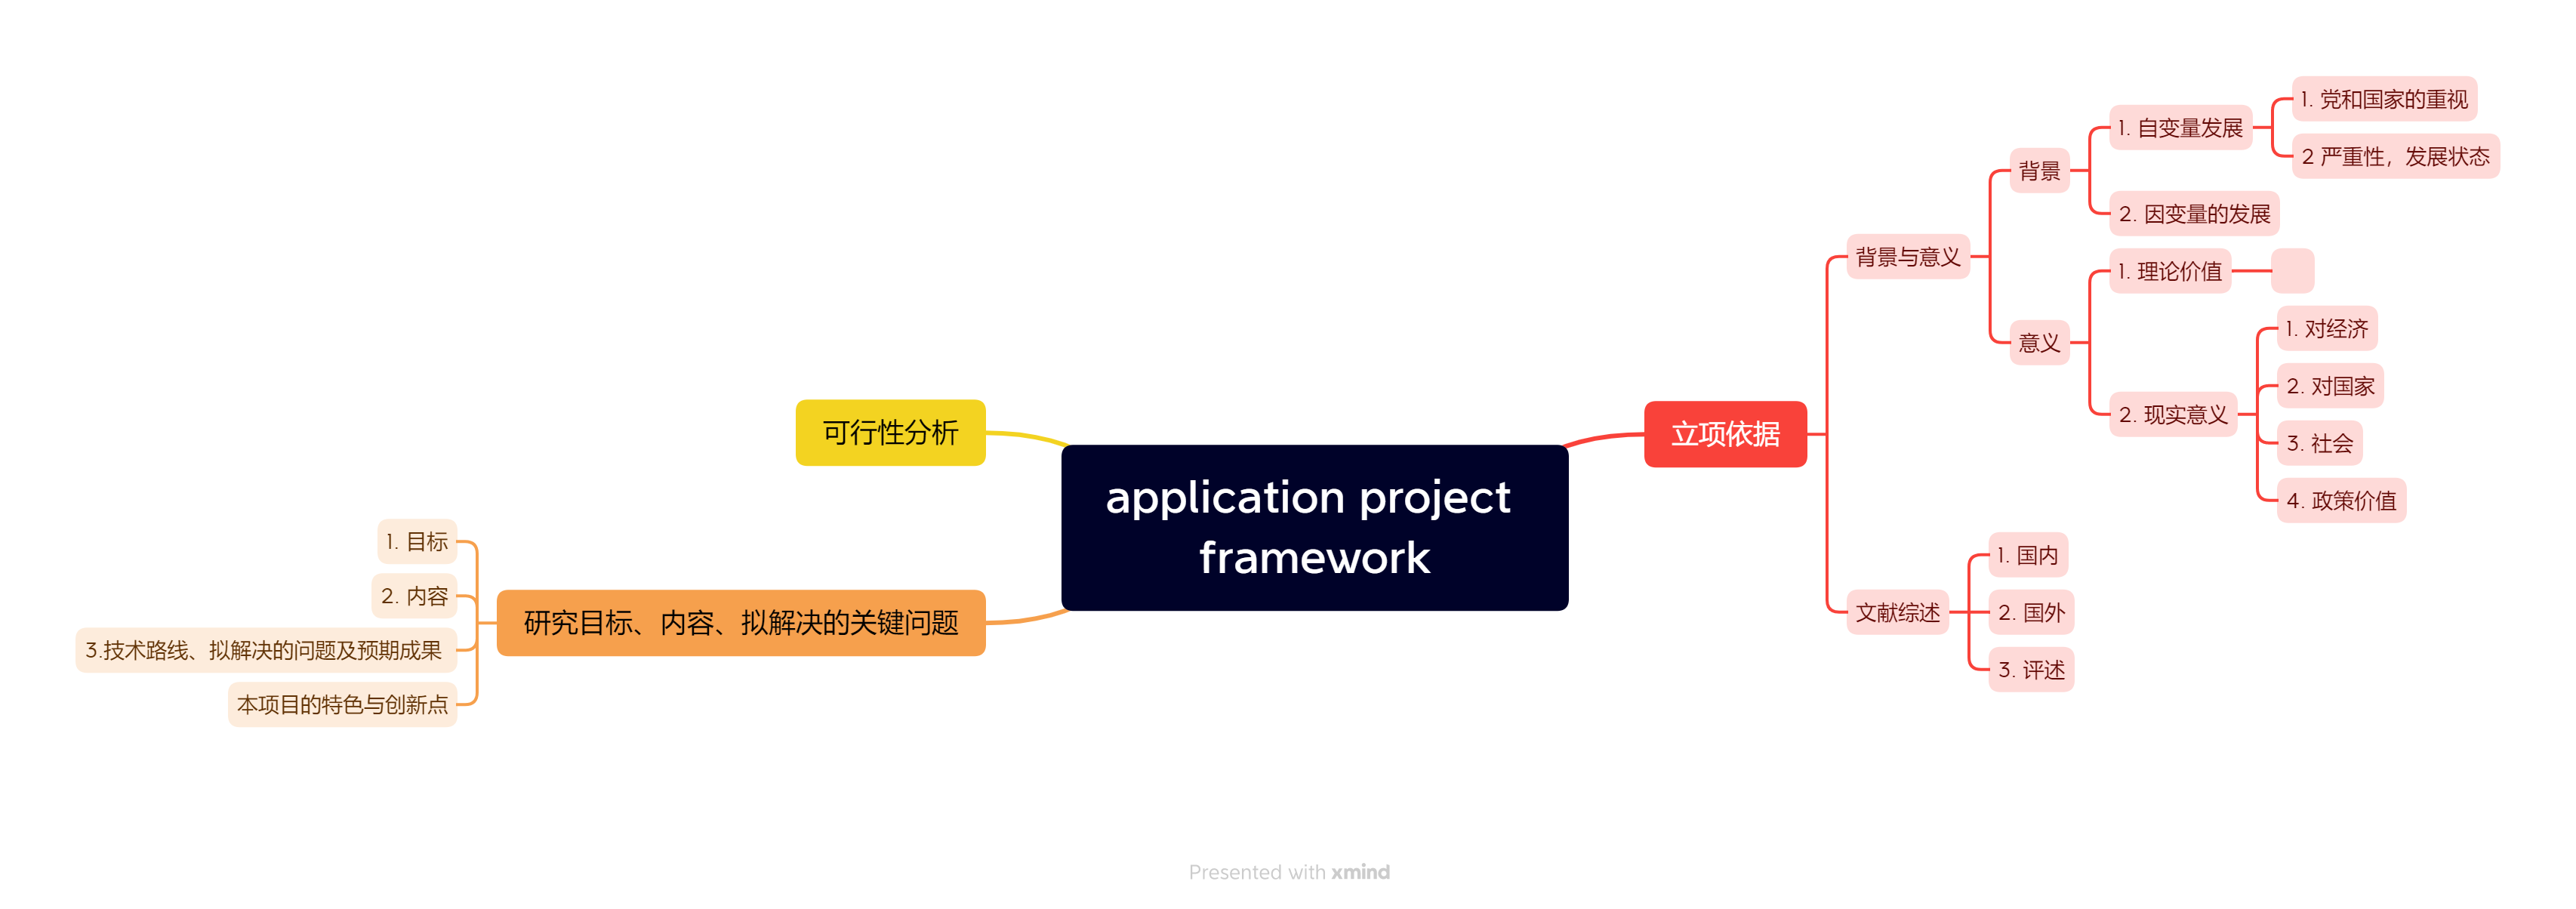 application project
framework
立项依据
背景与意义
背景
1. 自变量发展
1. 党和国家的重视
2 严重性，发展状态
2. 因变量的发展
意义
1. 理论价值
2. 现实意义
1. 对经济
2. 对国家
3. 社会
4. 政策价值
文献综述
1. 国内
2. 国外
3. 评述
可行性分析
研究目标、内容、拟解决的关键问题
1. 目标
2. 内容
3.技术路线、拟解决的问题及预期成果
本项目的特色与创新点
Presented with xmind